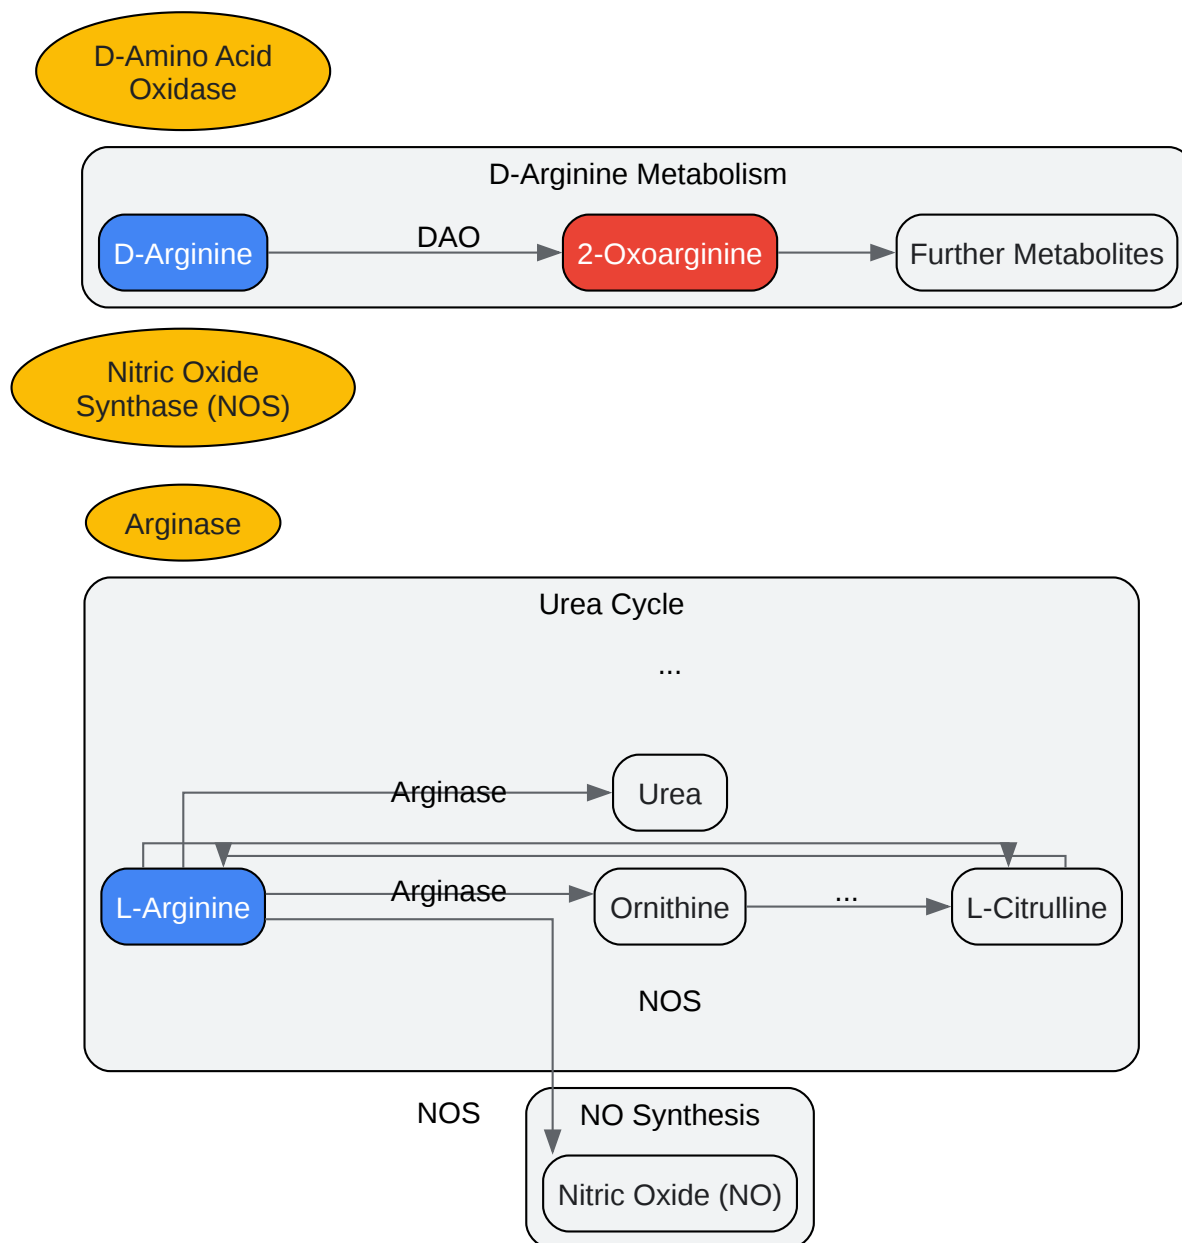 D-Amino Acid
Oxidase
D-Arginine Metabolism
D-Arginine
DAO
2-Oxoarginine
Further Metabolites
Nitric Oxide
Synthase (NOS)
Arginase
Urea Cycle
...
Arginase
Urea
L-Arginine
Arginase
Ornithine
...
L-Citrulline
NOS
NOS
NO Synthesis
Nitric Oxide (NO)